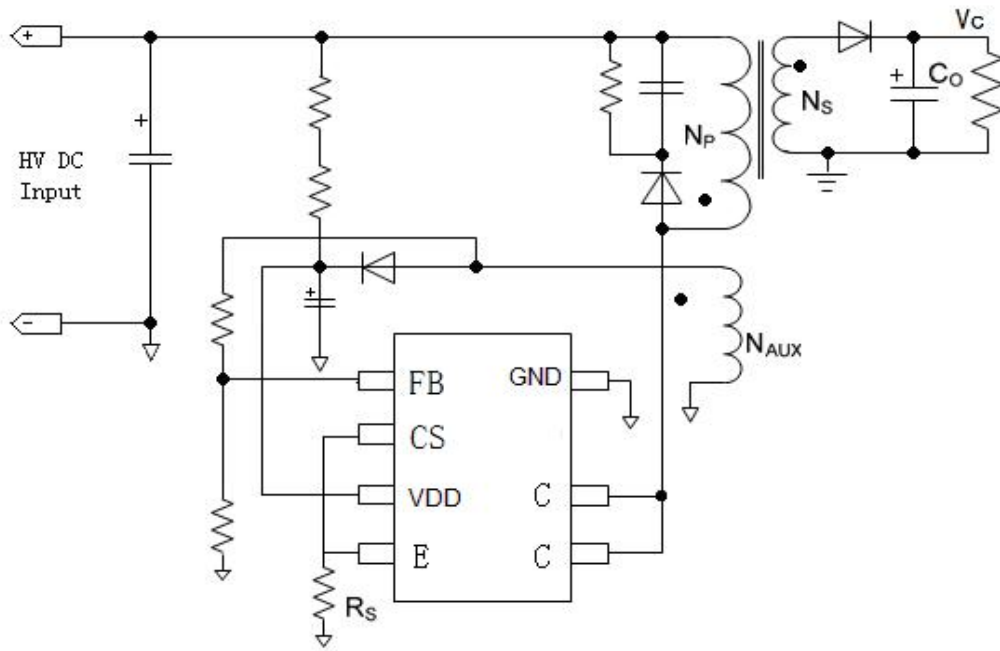 +
Vc
+
+
Co
Ns
NP
HV DC
Input
+
−
NAUX
FB
GND
CS
VDD
C
E
C
Rs